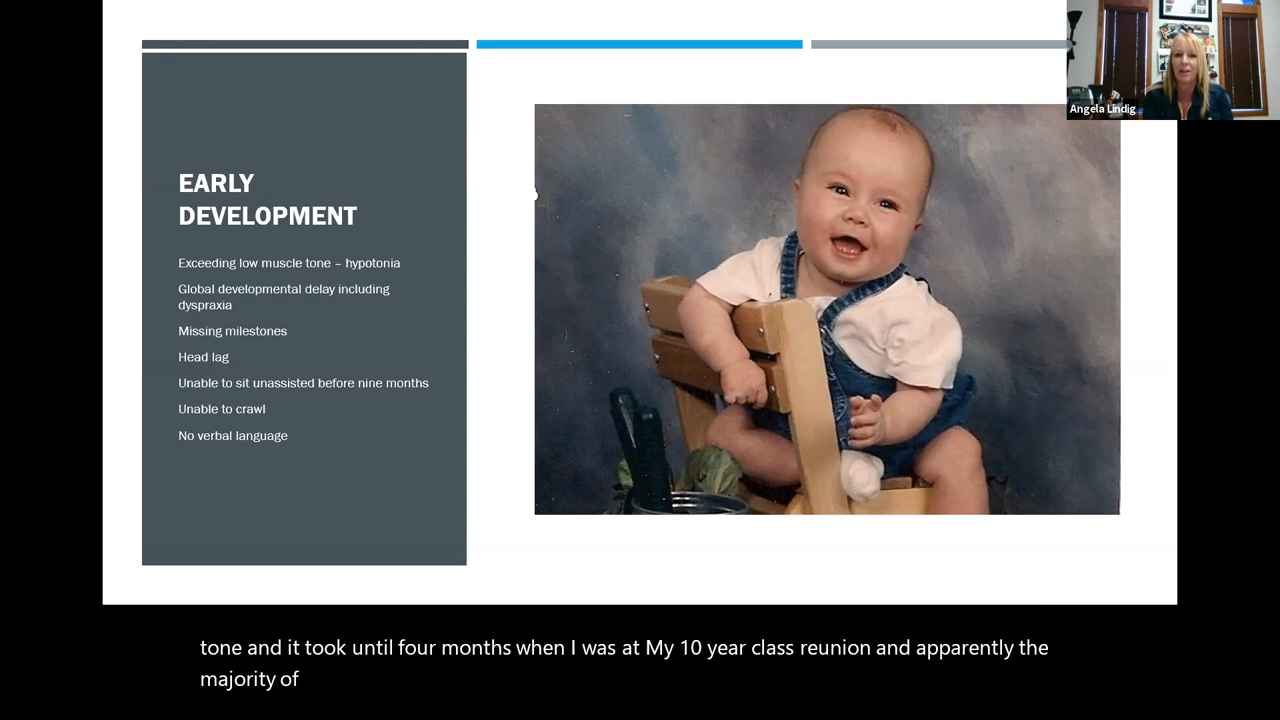 Angela Lindig
EARLY
DEVELOPMENT
Exceeding low muscle tone – hypotonia
Global developmental delay including
dyspraxia
Missing milestones
Head lag
Unable to sit unassisted before nine months
Unable to crawl
No verbal language
tone and it took until four months when I was at My 10 year class reunion and apparently the
majority of